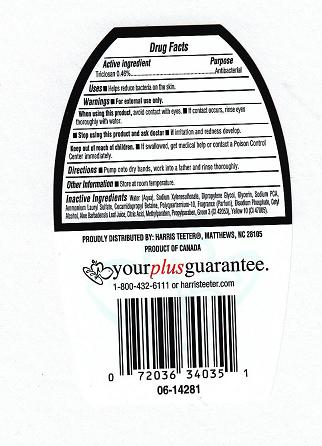 Drug Facts
Active ingredient Purpose
Triclosan 0.46% Antibacterial
Uses ■ Helps reduce bacteria on the skin.
Warnings ■ For external use only.
When using this product, avoid contact with eyes. ■ If contact occurs, rinse eyes
thoroughly with water.
■ Stop using this product and ask doctor ■ if irritation and redness develop.
Keep out of reach of children. ■ If swallowed, get medical help or contact a Poison Control
Center immediately.
Directions ■ Pump onto dry hands, work into a lather and rinse thoroughly.
Other Information ■ Store at room temperature.
Inactive Ingredients Water (Aqua), Sodium Xylenesulfonate, Dipropylene Glycol, Glycerin, Sodium PCA,
Ammonium Lauryl Sulfate, Cocamidopropyl Betaine, Polyquaternium-10, Fragrance (Parfum), Disodium Phosphate, Cetyl
Alcohol, Aloe Barbadensis Leaf Juice, Citric Acid, Methylparaben, Propylparaben, Green 3 (CI 42053), Yellow 10 (CI 47005).
PROUDLY DISTRIBUTED BY: HARRIS TEETER®, MATTHEWS, NC 28105
PRODUCT OF CANADA
yourplusguarantee.
1-800-432-6111 or harristeeter.com
0 72036 34035 1
06-14281